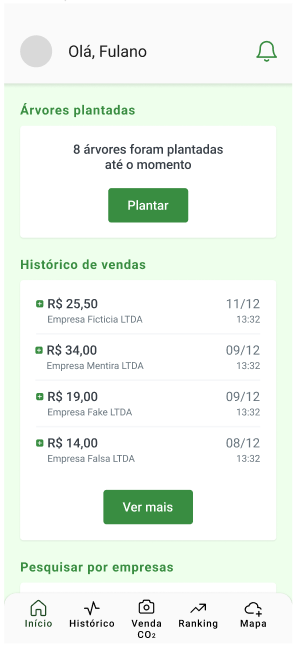 Olá, Fulano
Árvores plantadas
8 árvores foram plantadas
até o momento
Plantar
Histórico de vendas
R$ 25,50 11/12
Empresa Ficticia LTDA 13:32
R$ 34,00 09/12
Empresa Mentira LTDA 13:32
R$ 19,00 09/12
Empresa Fake LTDA 13:32
R$ 14,00 08/12
Empresa Falsa LTDA 13:32
Ver mais
Pesquisar por empresas
Início Histórico Venda Ranking Mapa
CO₂